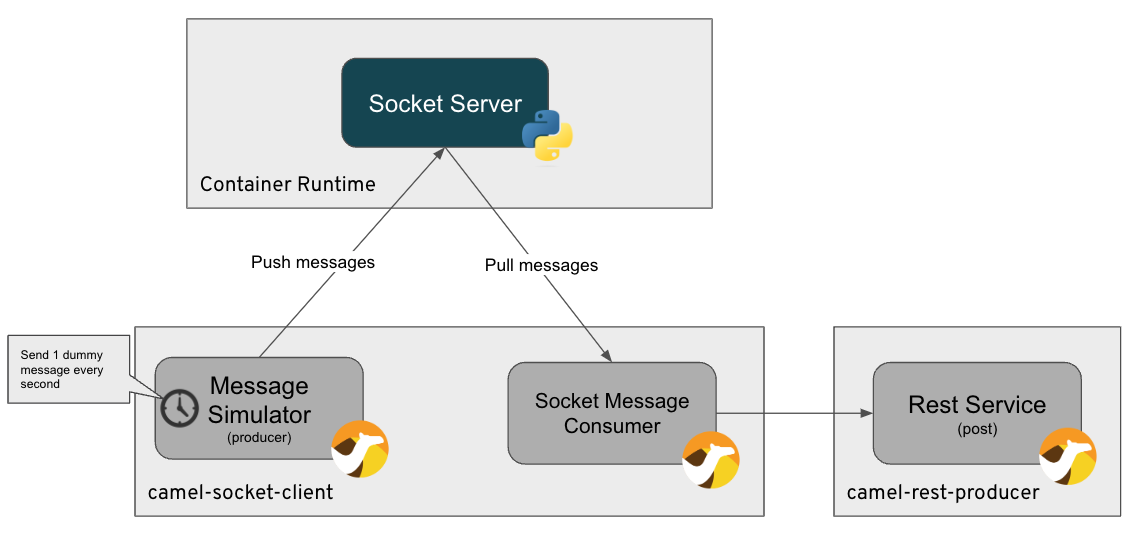 Socket Server
Container Runtime
Push messages
Pull messages
Send 1 dummy
message every
second
Message
Simulator
(producer)
camel-socket-client
Socket Message
Consumer
Rest Service
(post)
camel-rest-producer